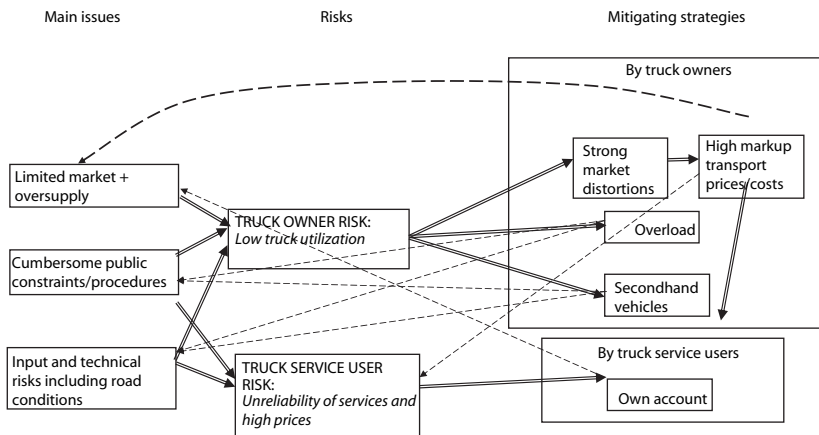 Main issues
Risks
Mitigating strategies
By truck owners
Limited market +
oversupply
Cumbersome public
constraints/procedures
Input and technical
risks including road
conditions
TRUCK OWNER RISK:
Low truck utilization
TRUCK SERVICE USER
RISK:
Unreliability of services and
high prices
Strong
market
distortions
High markup
transport
prices/costs
Overload
Secondhand
vehicles
By truck service users
Own account